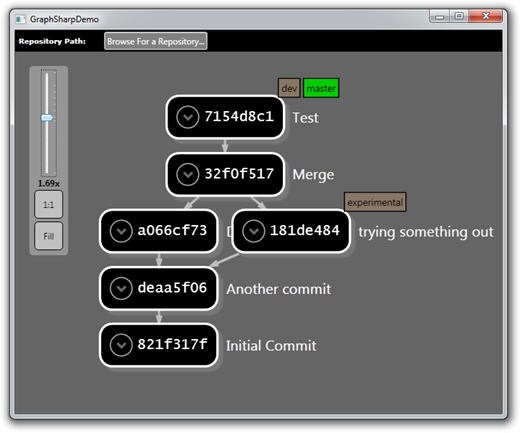 GraphSharpDemo
Repository Path: Browse For a Repository...
dev master
7154d8c1 Test
32f0f517 Merge
1.69x
1:1
experimental
a066cf73 181de484 trying something out
Fill
deaa5f06 Another commit
821f317f Initial Commit